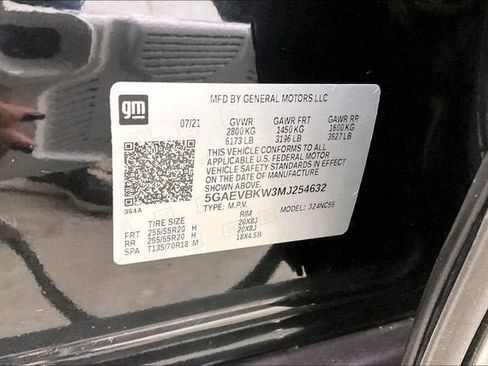 gm
MFD BY GENERAL MOTORS LLC
07/21 GVWR GAWR FRT GAWR RR
2800 KG 1450 KG 1600 KG
6173 LB 3196 LB 3527 LB
THIS VEHICLE CONFORMS TO ALL
APPLICABLE U.S. FEDERAL MOTOR
VEHICLE SAFETY STANDARDS IN EFFECT
ON THE DATE OF MANUFACTURE
5GAEVBKW3MJ254632
384A
TYPE: M.P.V. MODEL: 324NC56
TIRE SIZE RIM
FRT 255/55R20 H 20X8J
RR 255/55R20 H 20X8J
SPA T135/70R18 M 18X4.5B